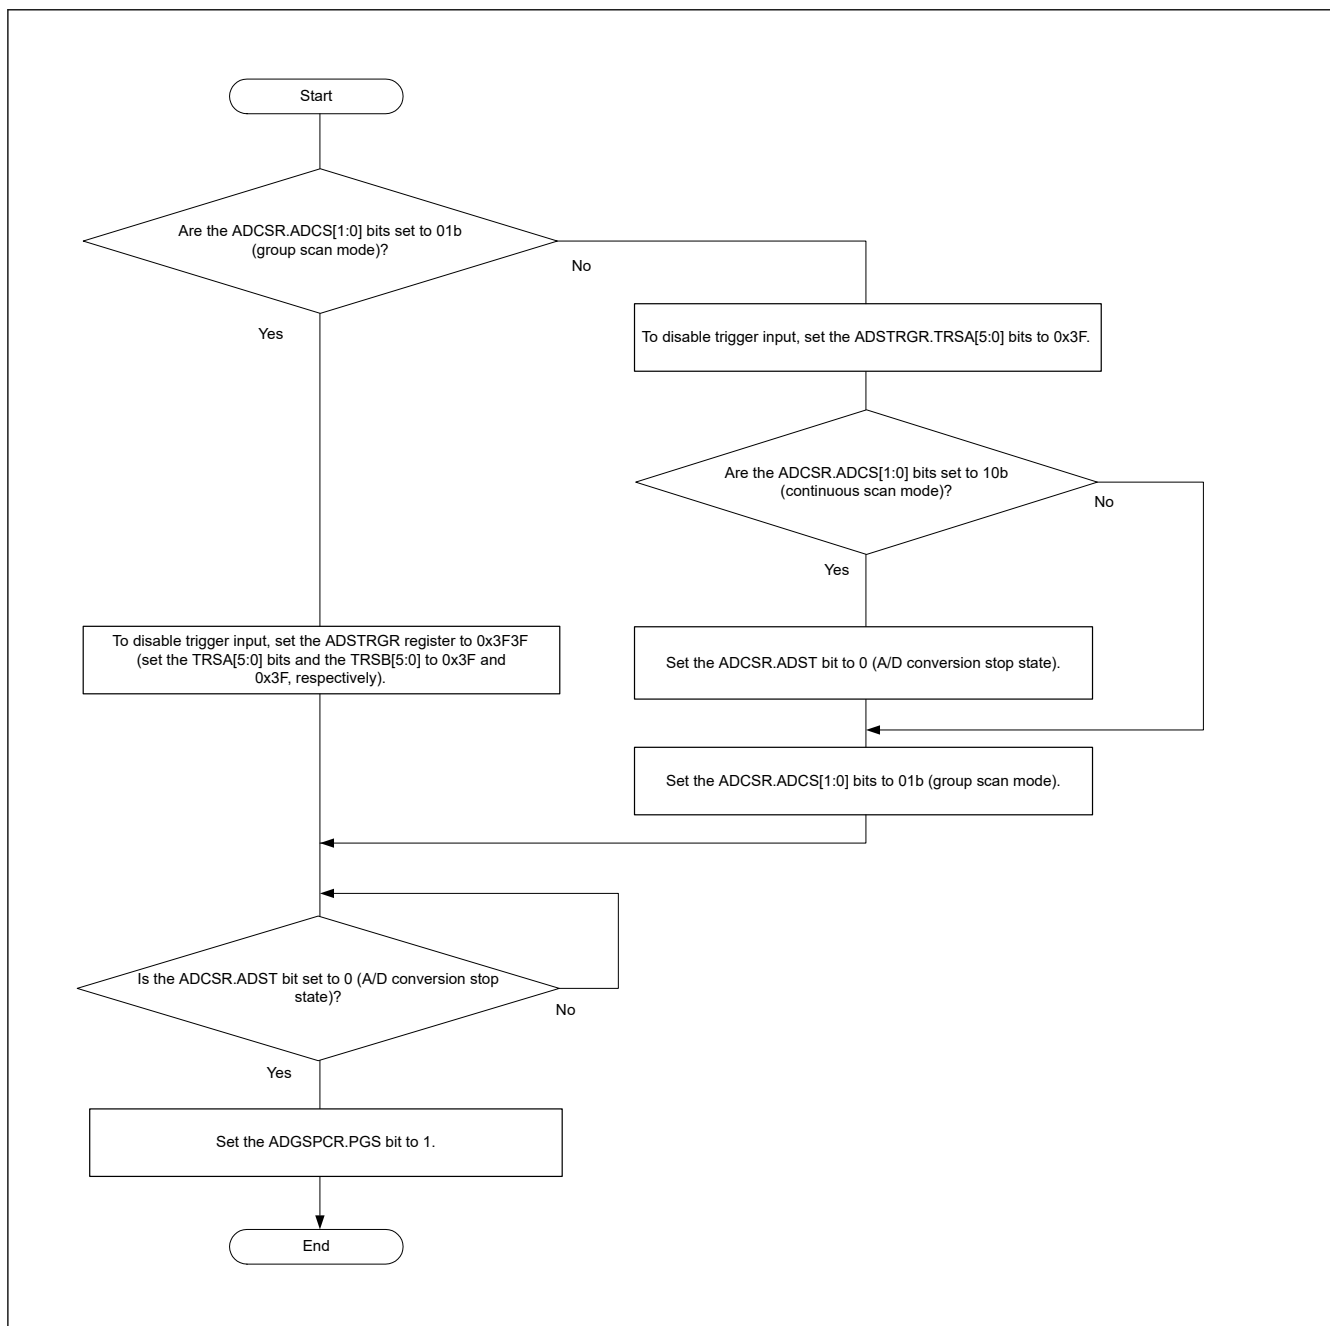 Start
Are the ADCSR.ADCS[1:0] bits set to 01b
(group scan mode)?
No
Yes
To disable trigger input, set the ADSTRGR.TRSA[5:0] bits to 0x3F.
Are the ADCSR.ADCS[1:0] bits set to 10b
(continuous scan mode)?
No
Yes
To disable trigger input, set the ADSTRGR register to 0x3F3F
(set the TRSA[5:0] bits and the TRSB[5:0] to 0x3F and
0x3F, respectively).
Set the ADCSR.ADST bit to 0 (A/D conversion stop state).
Set the ADCSR.ADCS[1:0] bits to 01b (group scan mode).
Is the ADCSR.ADST bit set to 0 (A/D conversion stop
state)?
No
Yes
Set the ADGSPCR.PGS bit to 1.
End